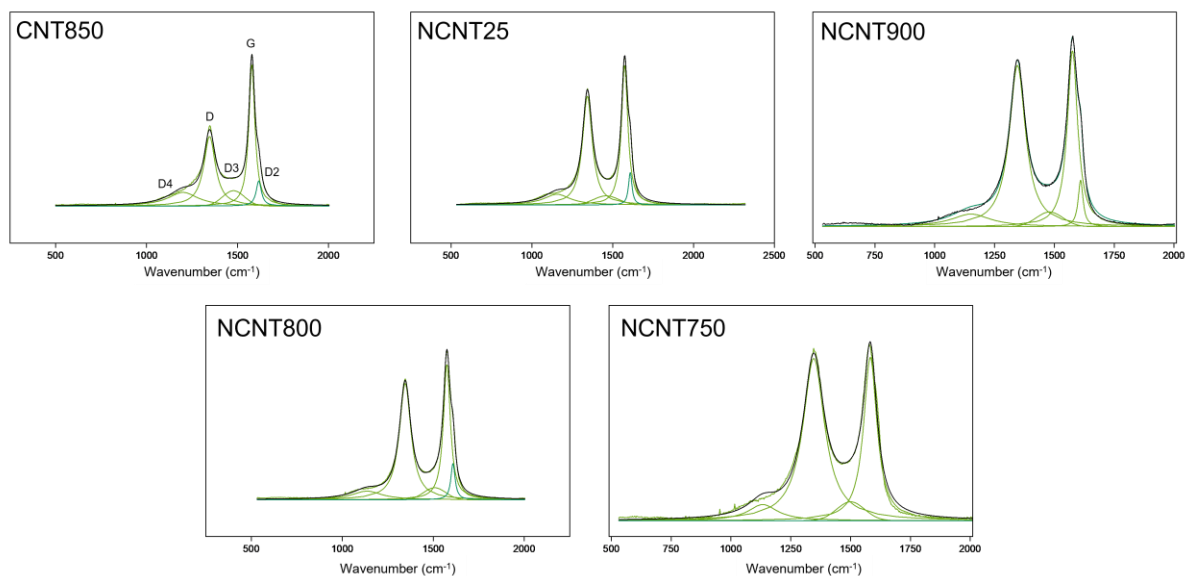 CNT850
G
D
D4
D3
D2
500 1000 1500 2000
Wavenumber (cm⁻¹)
NCNT25
500 1000 1500 2000 2500
Wavenumber (cm⁻¹)
NCNT900
500 750 1000 1250 1500 1750 2000
Wavenumber (cm⁻¹)
NCNT800
500 1000 1500 2000
Wavenumber (cm⁻¹)
NCNT750
500 750 1000 1250 1500 1750 2000
Wavenumber (cm⁻¹)